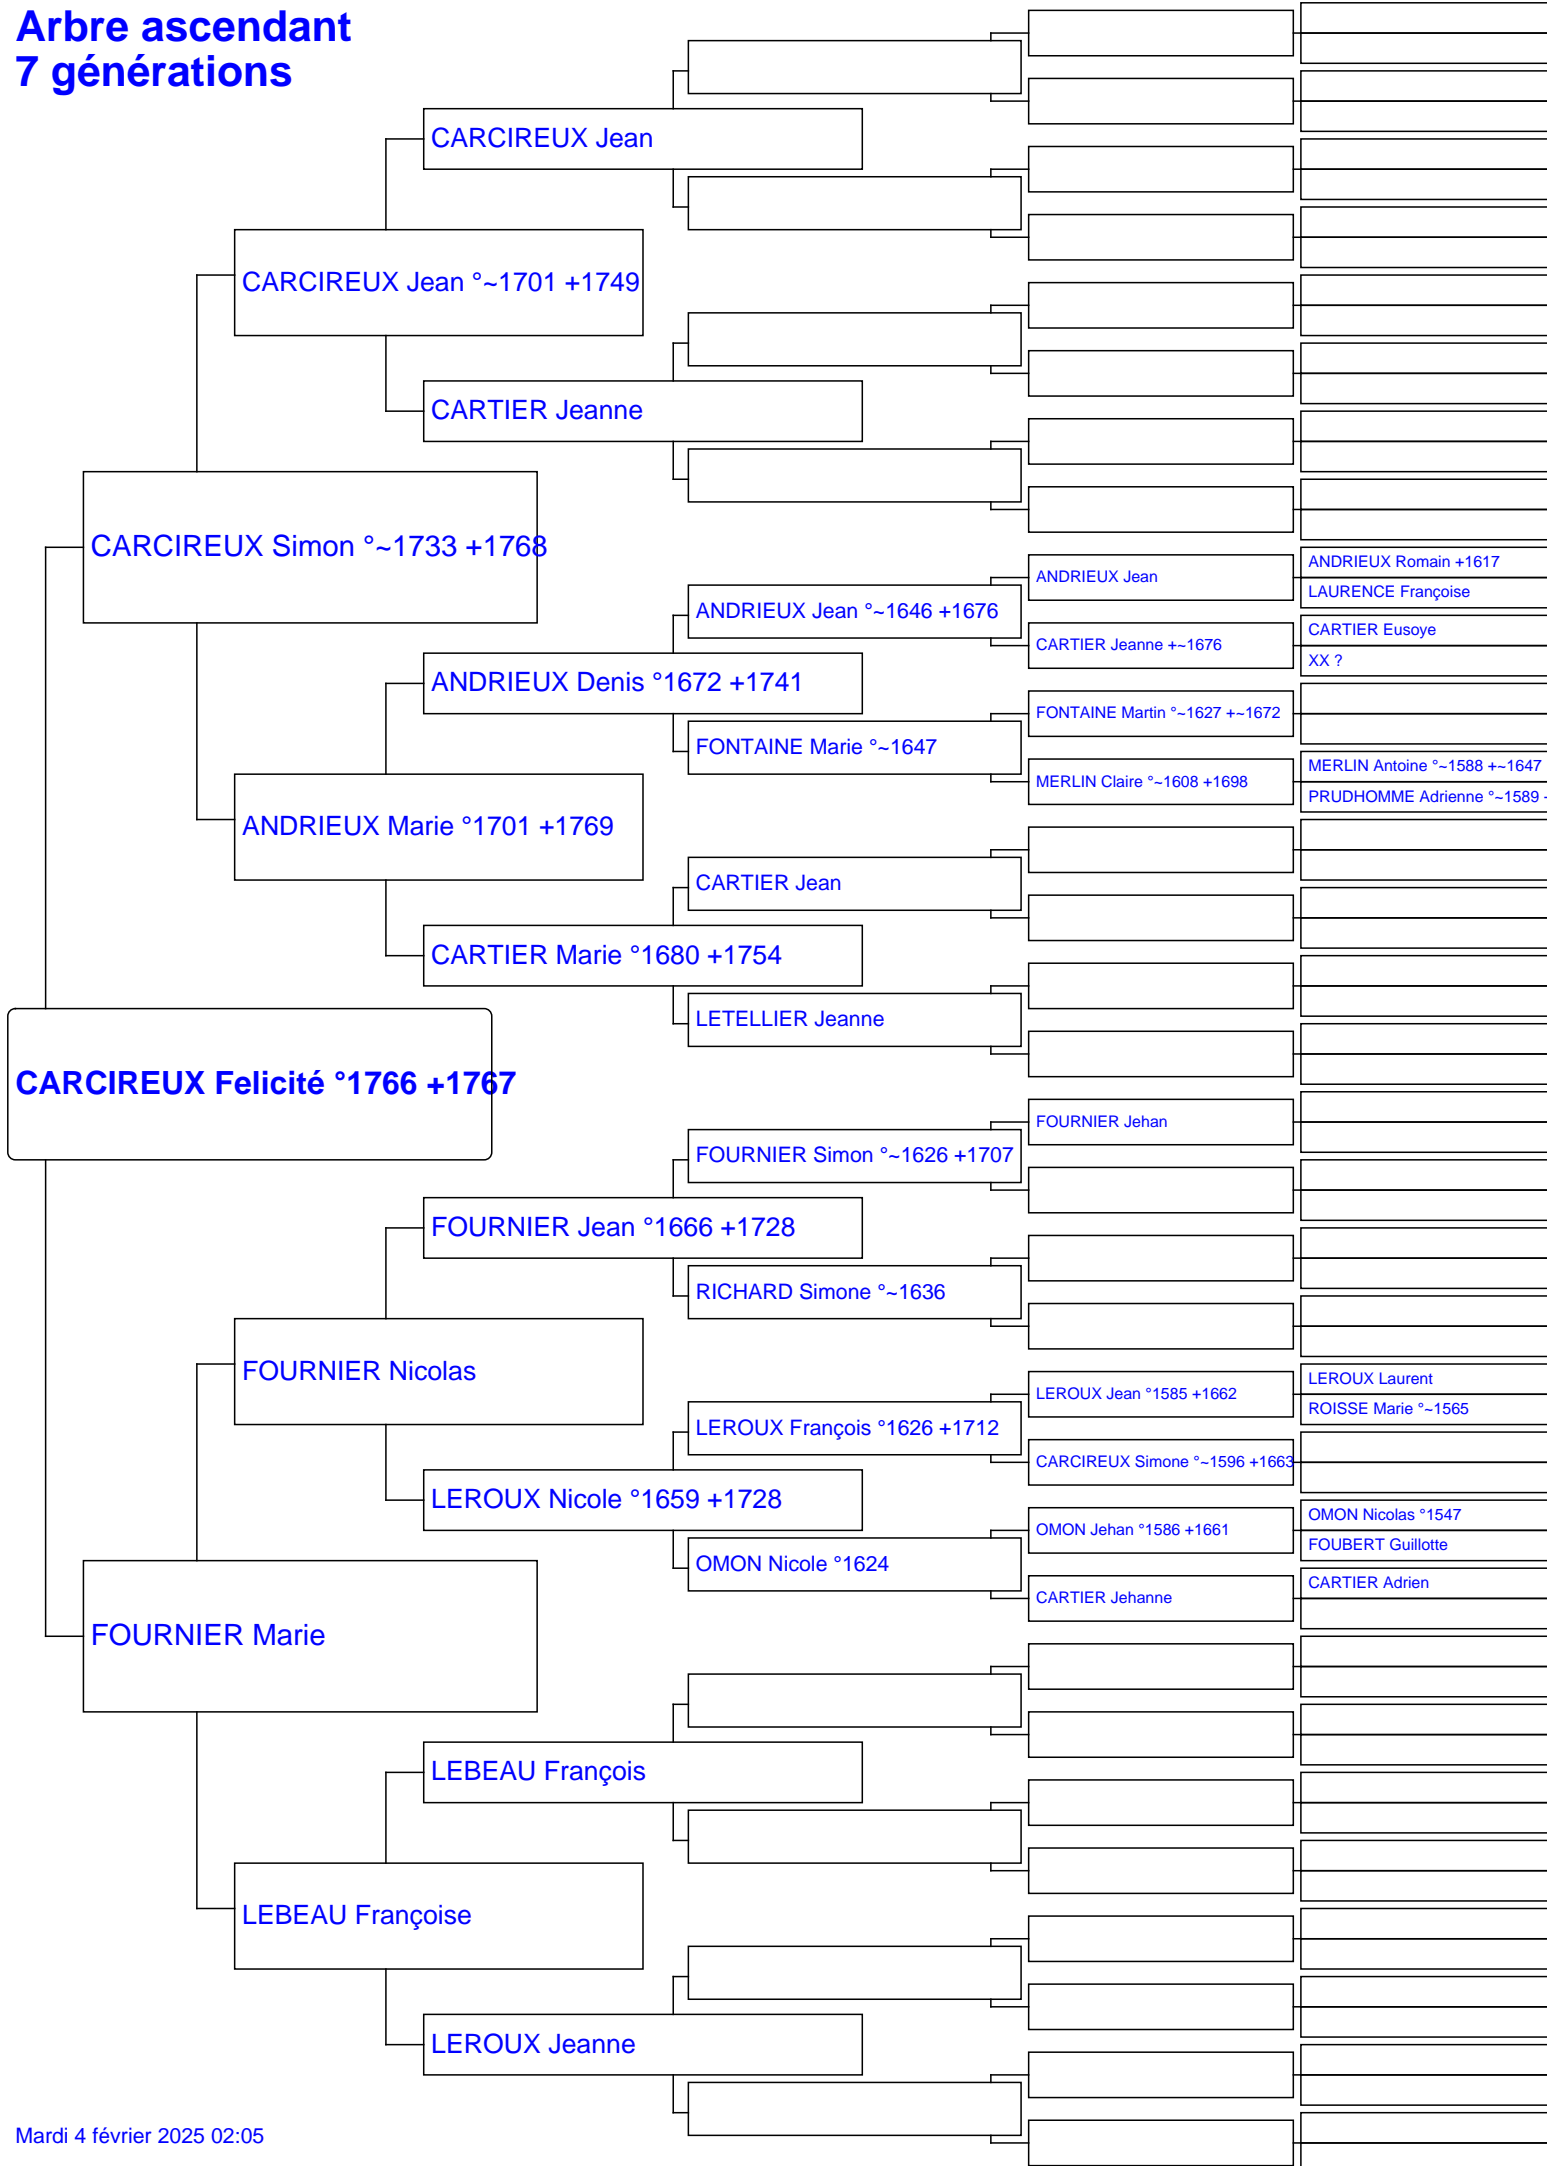 Arbre ascendant
7 générations
CARCIREUX Jean
CARCIREUX Jean °~1701 +1749
CARTIER Jeanne
CARCIREUX Simon °~1733 +1768
ANDRIEUX Romain +1617
ANDRIEUX Jean
LAURENCE Françoise
ANDRIEUX Jean °~1646 +1676
CARTIER Eusoye
CARTIER Jeanne +~1676
XX ?
ANDRIEUX Denis °1672 +1741
FONTAINE Martin °~1627 +~1672
FONTAINE Marie °~1647
MERLIN Antoine °~1588 +~1647
MERLIN Claire °~1608 +1698
PRUDHOMME Adrienne °~1589
ANDRIEUX Marie °1701 +1769
CARTIER Jean
CARTIER Marie °1680 +1754
LETELLIER Jeanne
CARCIREUX Felicité °1766 +1767
FOURNIER Jehan
FOURNIER Simon °~1626 +1707
FOURNIER Jean °1666 +1728
RICHARD Simone °~1636
FOURNIER Nicolas
LEROUX Laurent
LEROUX Jean °1585 +1662
ROISSE Marie °~1565
LEROUX François °1626 +1712
CARCIREUX Simone °~1596 +1663
LEROUX Nicole °1659 +1728
OMON Nicolas °1547
OMON Jehan °1586 +1661
FOUBERT Guillotte
OMON Nicole °1624
CARTIER Adrien
CARTIER Jehanne
FOURNIER Marie
LEBEAU François
LEBEAU Françoise
LEROUX Jeanne
Mardi 4 février 2025 02:05